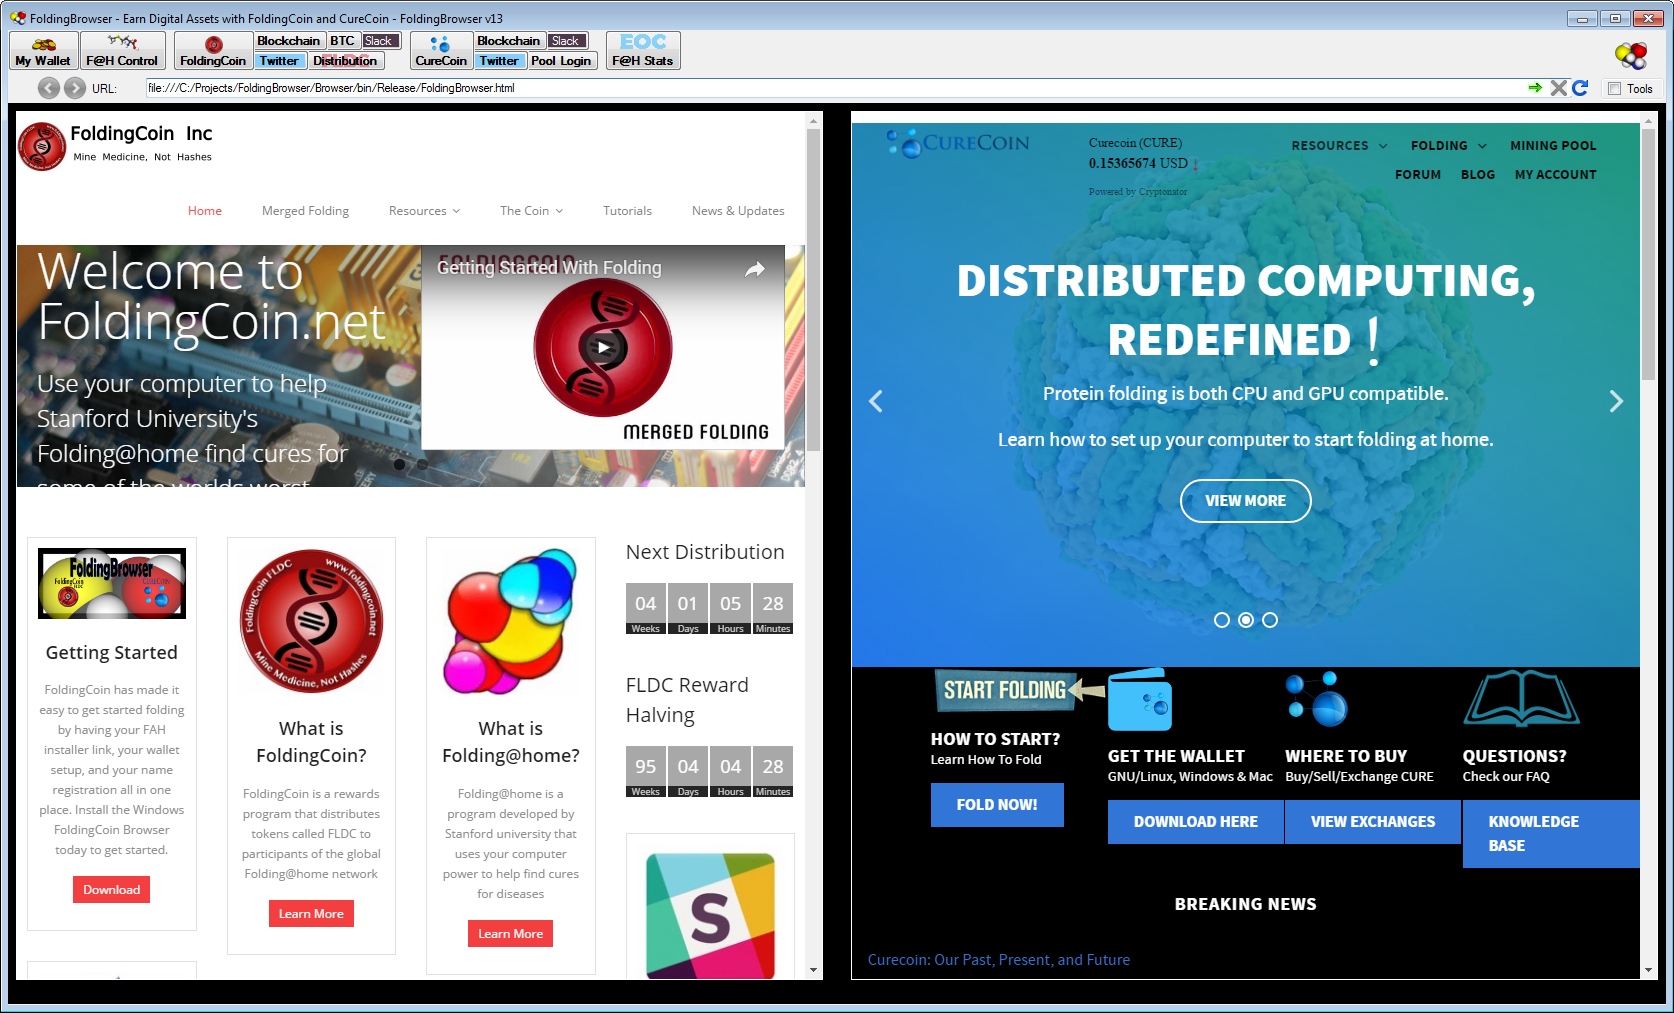 FoldingBrowser - Earn Digital Assets with FoldingCoin and CureCoin - FoldingBrowser v13
My Wallet
F@H Control
FoldingCoin
Blockchain
BTC
Slack
Twitter
Distribution
CureCoin
Blockchain
Slack
Twitter
Pool Login
EOC
F@H Stats
URL:
file:///C:/Projects/FoldingBrowser/Browser/bin/Release/FoldingBrowser.html
Tools
FoldingCoin Inc
Mine Medicine, Not Hashes
Home
Merged Folding
Resources
The Coin
Tutorials
News & Updates
Welcome to
FoldingCoin.net
Use your computer to help
Stanford University's
Folding@home find cures for
some of the worlds worst
Getting Started With Folding
MERGED FOLDING
FoldingBrowser
FoldingCoin
FLDC
CURECOIN
Getting Started
FoldingCoin has made it
easy to get started folding
by having your FAH
installer link, your wallet
setup, and your name
registration all in one
place. Install the Windows
FoldingCoin Browser
today to get started.
Download
FoldingCoin FLDC
www.foldingcoin.net
Mine Medicine, Not Hashes
What is
FoldingCoin?
FoldingCoin is a rewards
program that distributes
tokens called FLDC to
participants of the global
Folding@home network
Learn More
What is
Folding@home?
Folding@home is a
program developed by
Stanford university that
uses your computer
power to help find cures
for diseases
Learn More
Next Distribution
04 01 05 28
Weeks Days Hours Minutes
FLDC Reward
Halving
95 04 04 28
Weeks Days Hours Minutes
S
CURECOIN
Curecoin (CURE)
0.15365674 USD
Powered by Cryptonator
RESOURCES
FOLDING
MINING POOL
FORUM
BLOG
MY ACCOUNT
DISTRIBUTED COMPUTING,
REDEFINED !
Protein folding is both CPU and GPU compatible.
Learn how to set up your computer to start folding at home.
VIEW MORE
START FOLDING
HOW TO START?
Learn How To Fold
FOLD NOW!
GET THE WALLET
GNU/Linux, Windows & Mac
DOWNLOAD HERE
WHERE TO BUY
Buy/Sell/Exchange CURE
VIEW EXCHANGES
QUESTIONS?
Check our FAQ
KNOWLEDGE
BASE
BREAKING NEWS
Curecoin: Our Past, Present, and Future